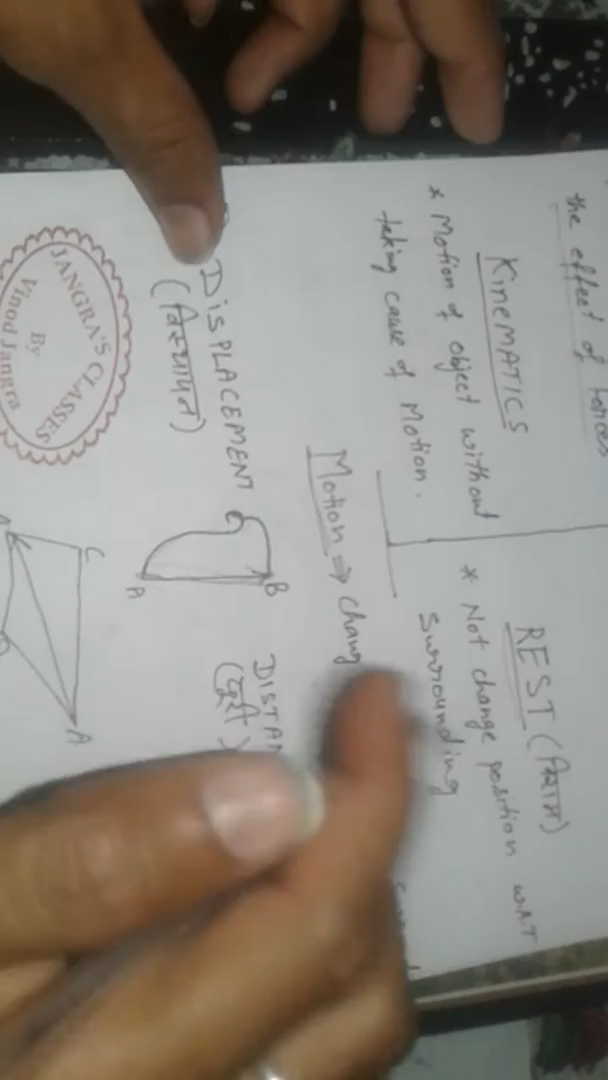 the effect of Forces
KINEMATICS
* Motion of object without
taking cause of Motion.
REST (विराम)
* Not change position w.r.T
Surrounding
Motion ⇒ Chang
DISPLACEMENT
(विस्थापन)
C
A
B
DISTAN
(दूरी)
JANGRA'S CLASSES
By
Vinod Jangra
C
A